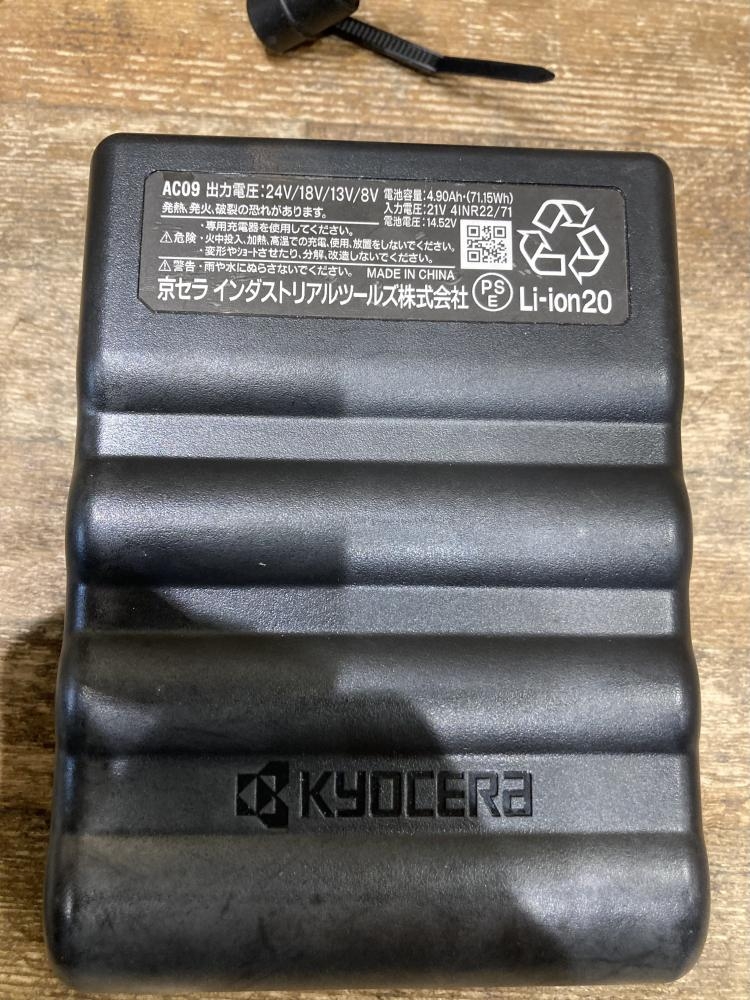 AC09 出力電圧:24V/18V/13V/8V 電池容量:4.90Ah・(71.15Wh)
発熱、発火、破裂の恐れがあります。 入力電圧:21V 4INR22/71
電池電圧:14.52V
・専用充電器を使用してください。
⚠危険・火中投入、加熱、高温での充電、使用、放置をしないでください。
・変形やショートさせたり、分解、改造しないでください。
⚠警告・雨や水にぬらさないでください。 MADE IN CHINA
京セラ インダストリアルツールズ株式会社 PSE Li-ion20
KYOCERA